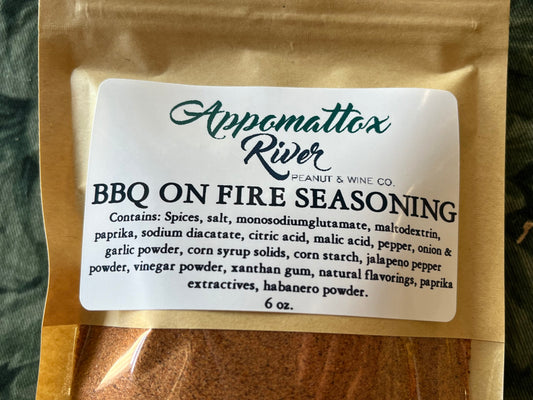 Appomattox
River
PEANUT & WINE CO.
BBQ ON FIRE SEASONING
Contains: Spices, salt, monosodiumglutamate, maltodextrin,
paprika, sodium diacatate, citric acid, malic acid, pepper, onion &
garlic powder, corn syrup solids, corn starch, jalapeno pepper
powder, vinegar powder, xanthan gum, natural flavorings, paprika
extractives, habanero powder.
6 oz.